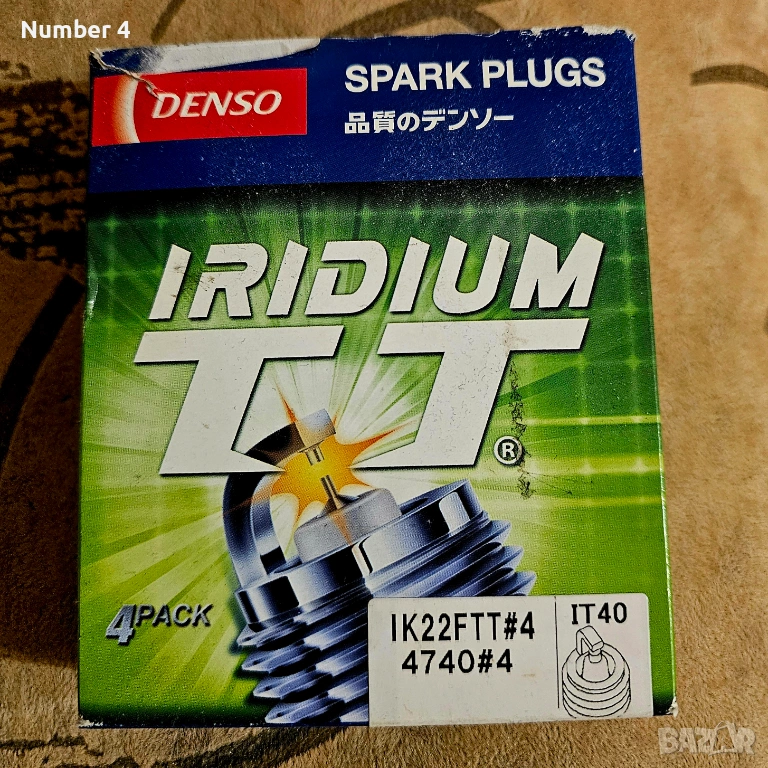 Number 4
DENSO
SPARK PLUGS
品質のデンソー
IRIDIUM
TT®
4PACK
IK22FTT#4
4740#4
IT40
BAZAR